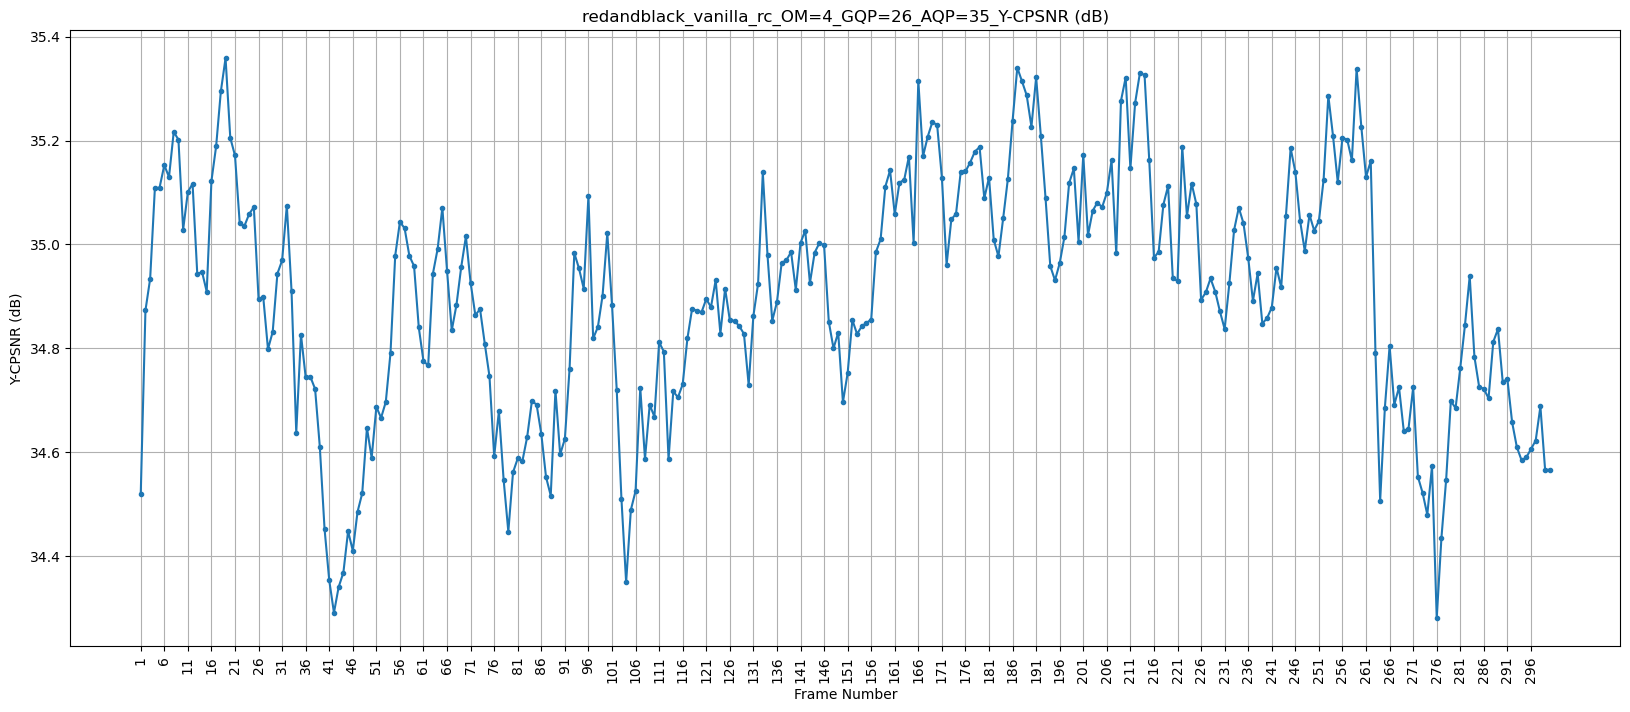 redandblack_vanilla_rc_OM=4_GQP=26_AQP=35_Y-CPSNR (dB)
Y-CPSNR (dB)
35.4
35.2
35.0
34.8
34.6
34.4
1 6 11 16 21 26 31 36 41 46 51 56 61 66 71 76 81 86 91 96 101 106 111 116 121 126 131 136 141 146 151 156 161 166 171 176 181 186 191 196 201 206 211 216 221 226 231 236 241 246 251 256 261 266 271 276 281 286 291 296
Frame Number